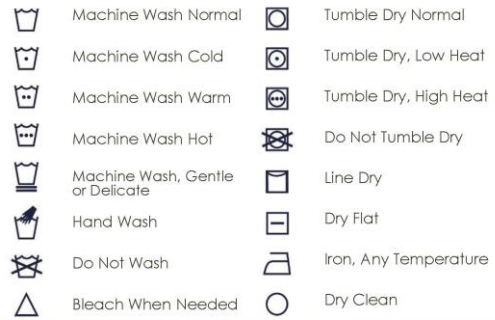 Machine Wash Normal
Machine Wash Cold
Machine Wash Warm
Machine Wash Hot
Machine Wash, Gentle
or Delicate
Hand Wash
Do Not Wash
Bleach When Needed
Tumble Dry Normal
Tumble Dry, Low Heat
Tumble Dry, High Heat
Do Not Tumble Dry
Line Dry
Dry Flat
Iron, Any Temperature
Dry Clean